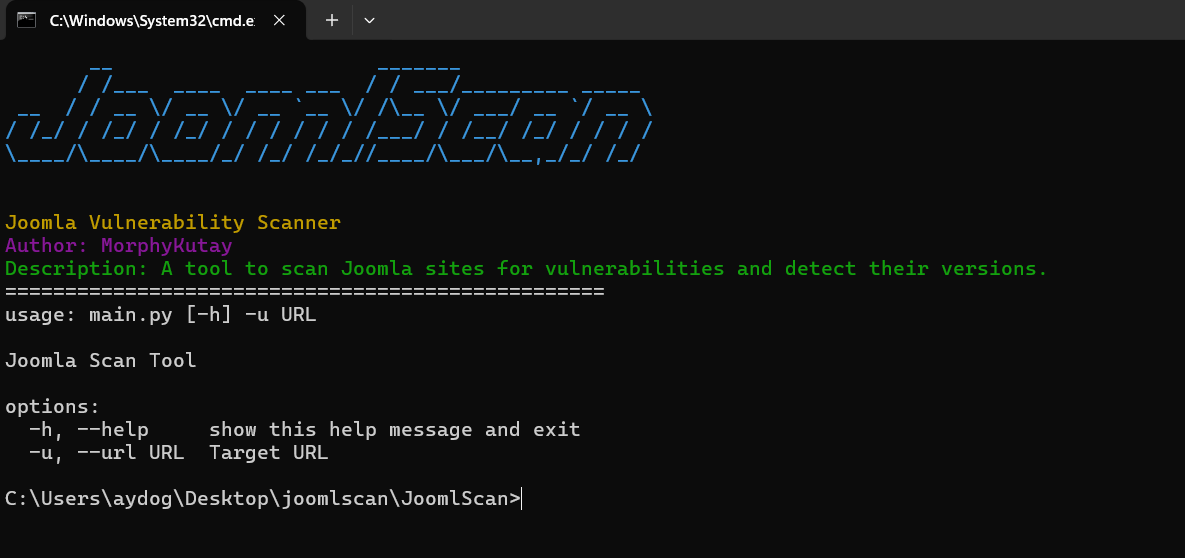 C:\Windows\System32\cmd.e
JoomlScan
Joomla Vulnerability Scanner
Author: MorphyKutay
Description: A tool to scan Joomla sites for vulnerabilities and detect their versions.
==================================================
usage: main.py [-h] -u URL
Joomla Scan Tool
options:
-h, --help     show this help message and exit
-u, --url URL  Target URL
C:\Users\aydog\Desktop\joomlscan\JoomlScan>